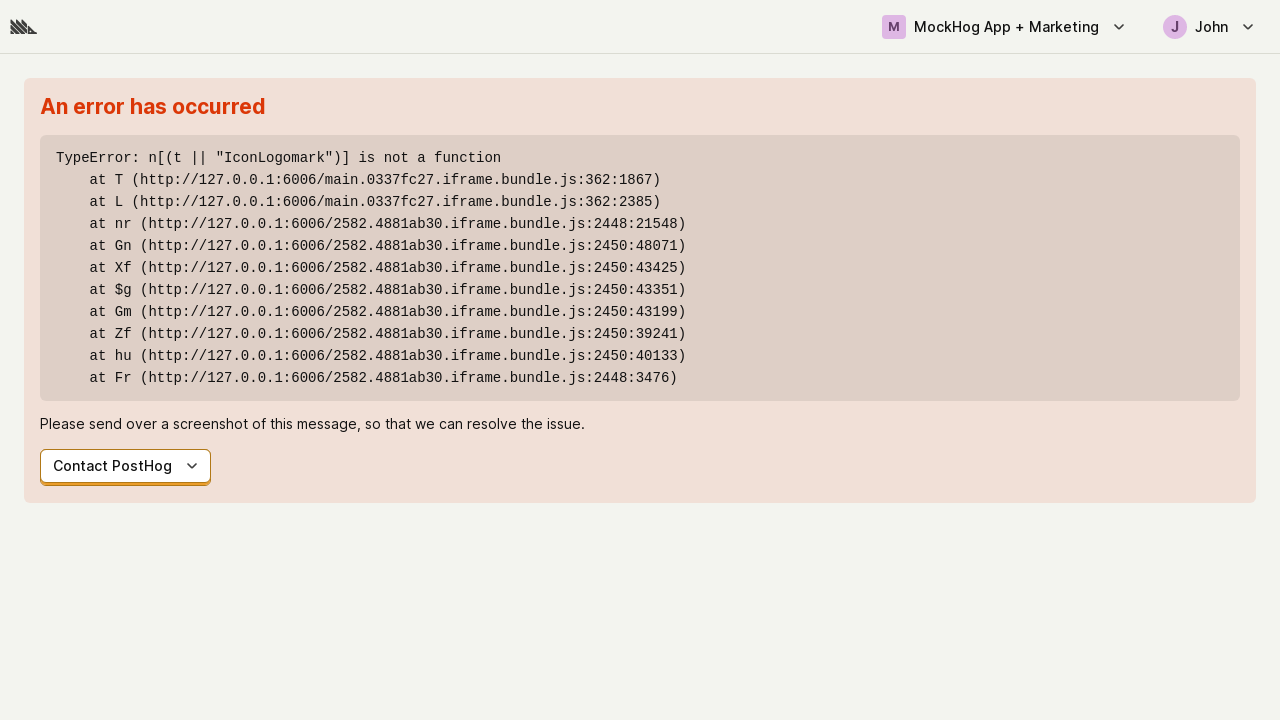 M MockHog App + Marketing J John
An error has occurred
TypeError: n[(t || "IconLogomark")] is not a function
    at T (http://127.0.0.1:6006/main.0337fc27.iframe.bundle.js:362:1867)
    at L (http://127.0.0.1:6006/main.0337fc27.iframe.bundle.js:362:2385)
    at nr (http://127.0.0.1:6006/2582.4881ab30.iframe.bundle.js:2448:21548)
    at Gn (http://127.0.0.1:6006/2582.4881ab30.iframe.bundle.js:2450:48071)
    at Xf (http://127.0.0.1:6006/2582.4881ab30.iframe.bundle.js:2450:43425)
    at $g (http://127.0.0.1:6006/2582.4881ab30.iframe.bundle.js:2450:43351)
    at Gm (http://127.0.0.1:6006/2582.4881ab30.iframe.bundle.js:2450:43199)
    at Zf (http://127.0.0.1:6006/2582.4881ab30.iframe.bundle.js:2450:39241)
    at hu (http://127.0.0.1:6006/2582.4881ab30.iframe.bundle.js:2450:40133)
    at Fr (http://127.0.0.1:6006/2582.4881ab30.iframe.bundle.js:2448:3476)
Please send over a screenshot of this message, so that we can resolve the issue.
Contact PostHog